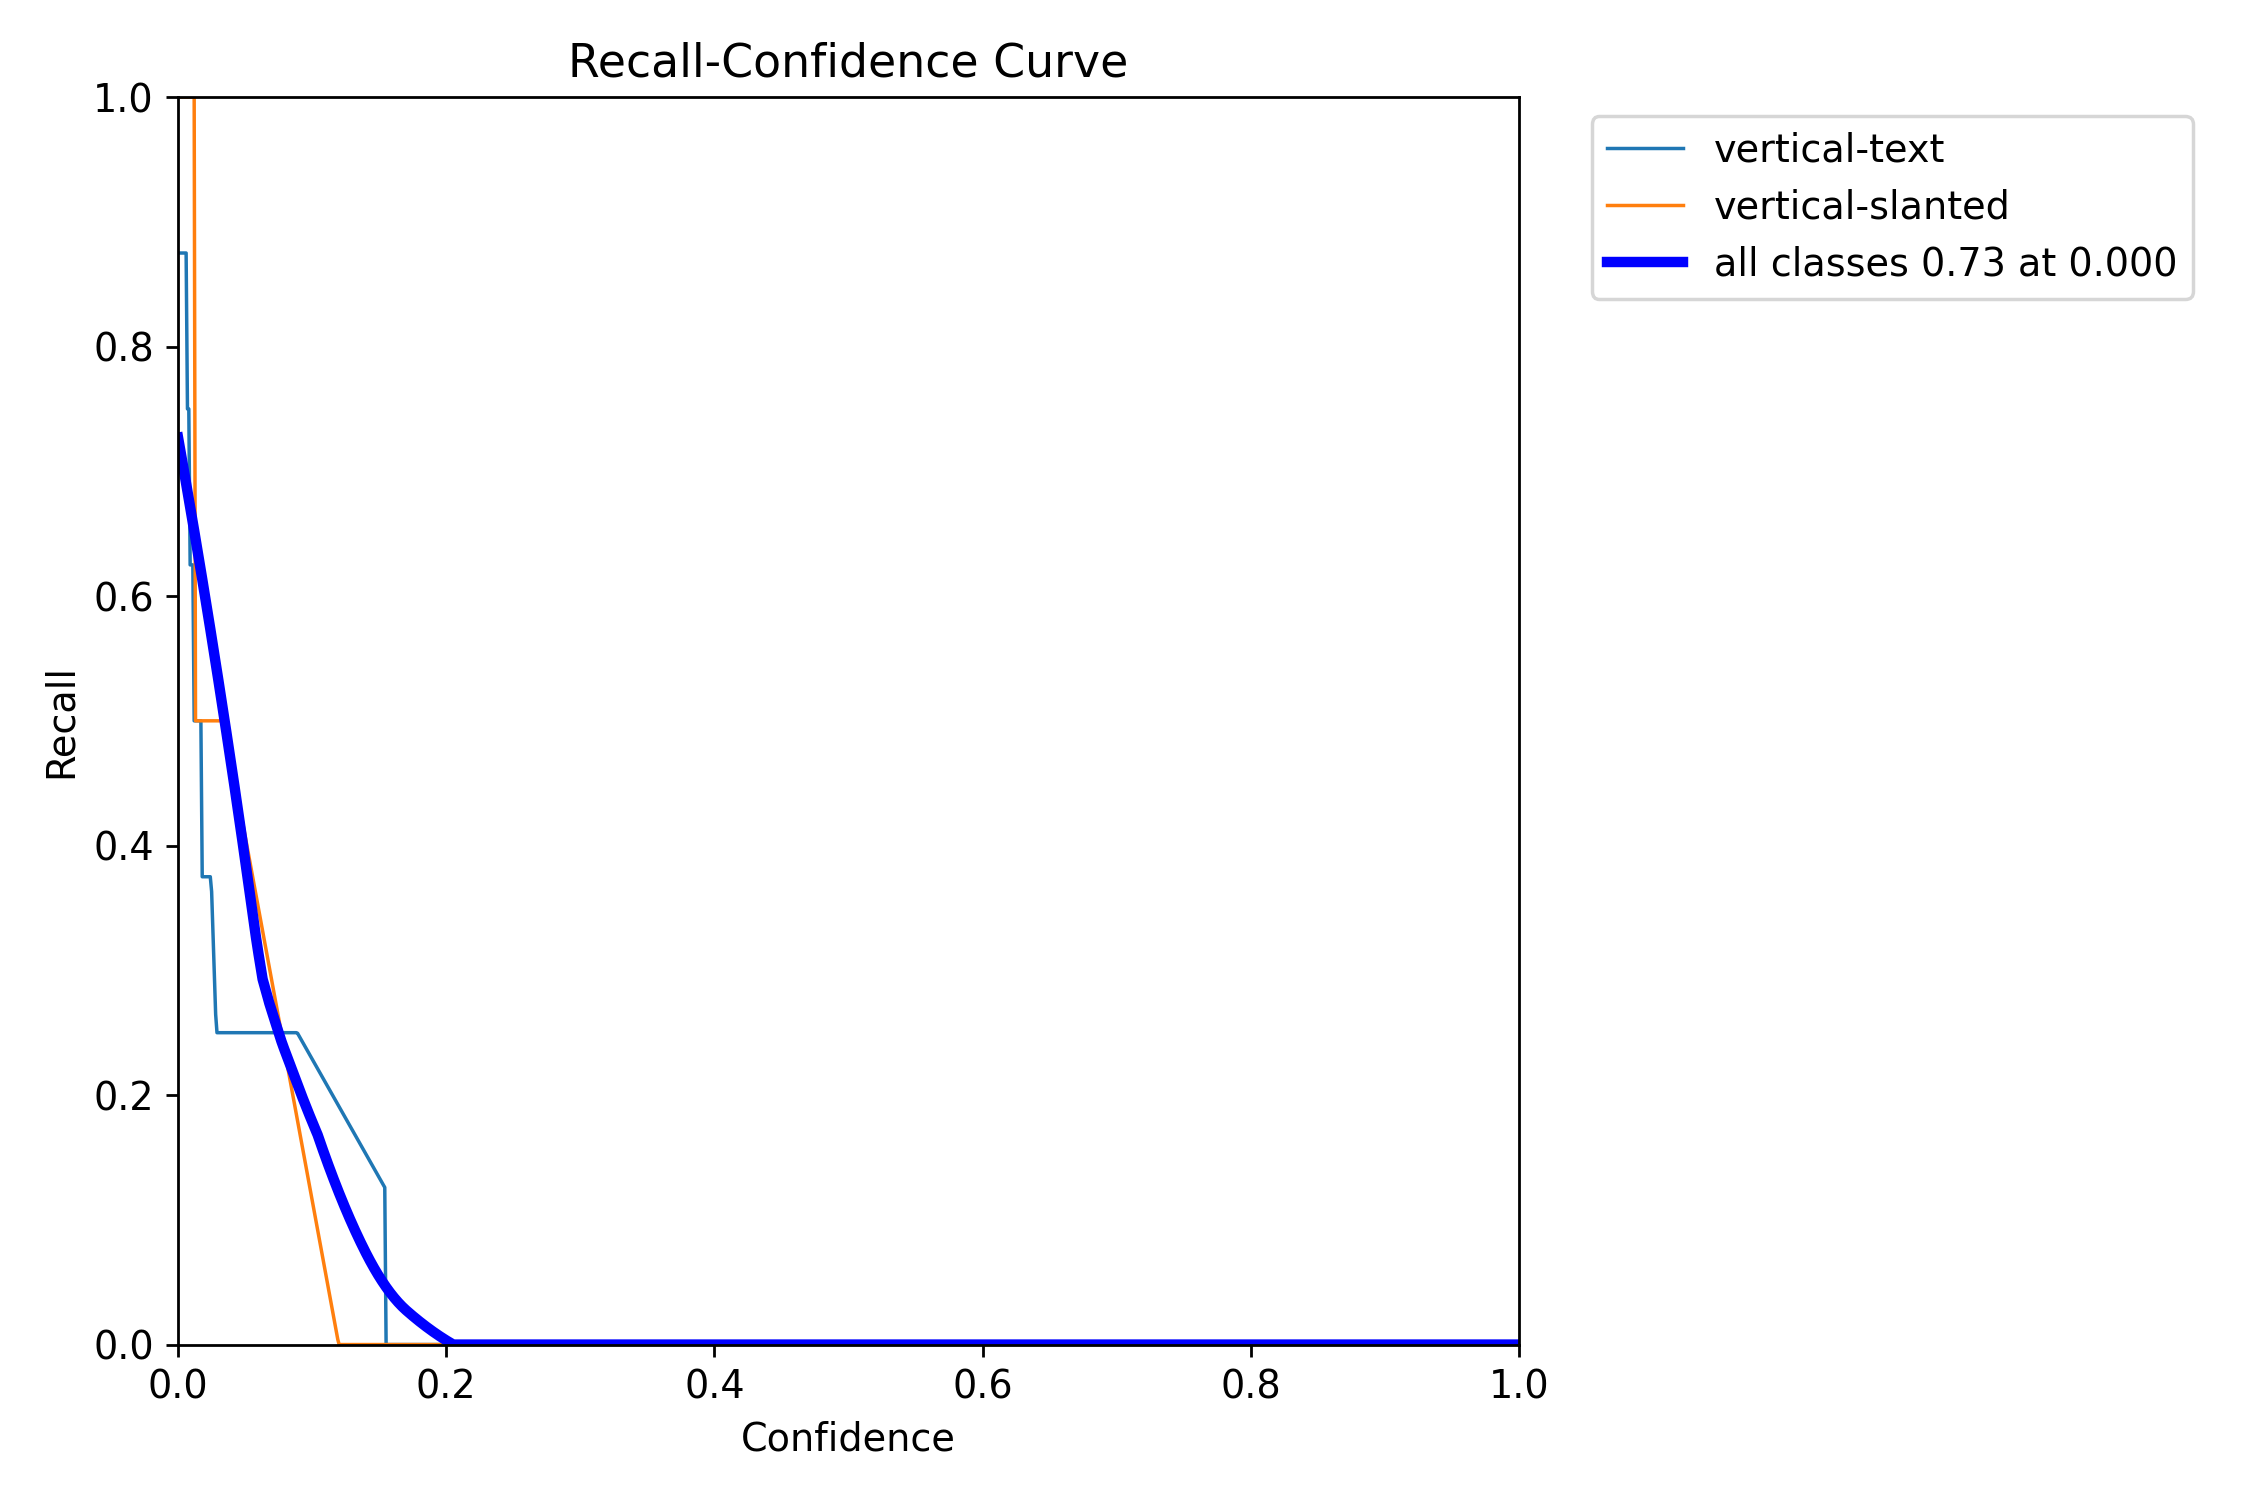 Recall-Confidence Curve
1.0
0.8
0.6
0.4
0.2
0.0
Recall
0.0 0.2 0.4 0.6 0.8 1.0
Confidence
vertical-text
vertical-slanted
all classes 0.73 at 0.000